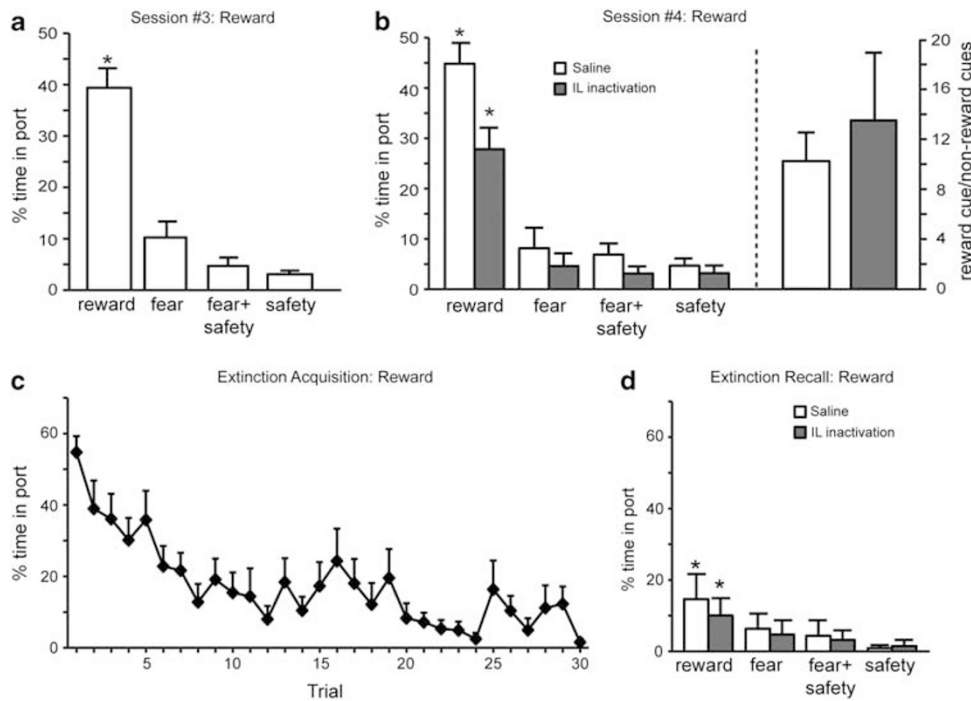 a
Session #3: Reward
50
40
30
20
10
0
% time in port
*
reward
fear
fear+
safety
safety
b
Session #4: Reward
50
40
30
20
10
0
% time in port
*
*
Saline
IL inactivation
reward
fear
fear+
safety
safety
20
16
12
8
4
0
reward cue/non-reward cues
c
Extinction Acquisition: Reward
60
40
20
0
% time in port
5
10
15
20
25
30
Trial
d
Extinction Recall: Reward
Saline
IL inactivation
60
40
20
0
% time in port
*
*
reward
fear
fear+
safety
safety